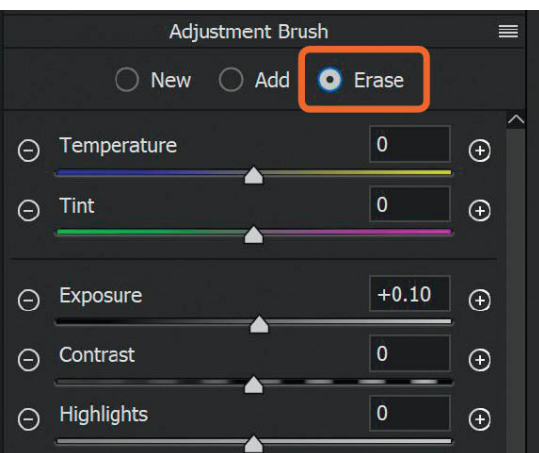 Adjustment Brush
New Add Erase
Temperature 0
Tint 0
Exposure +0.10
Contrast 0
Highlights 0